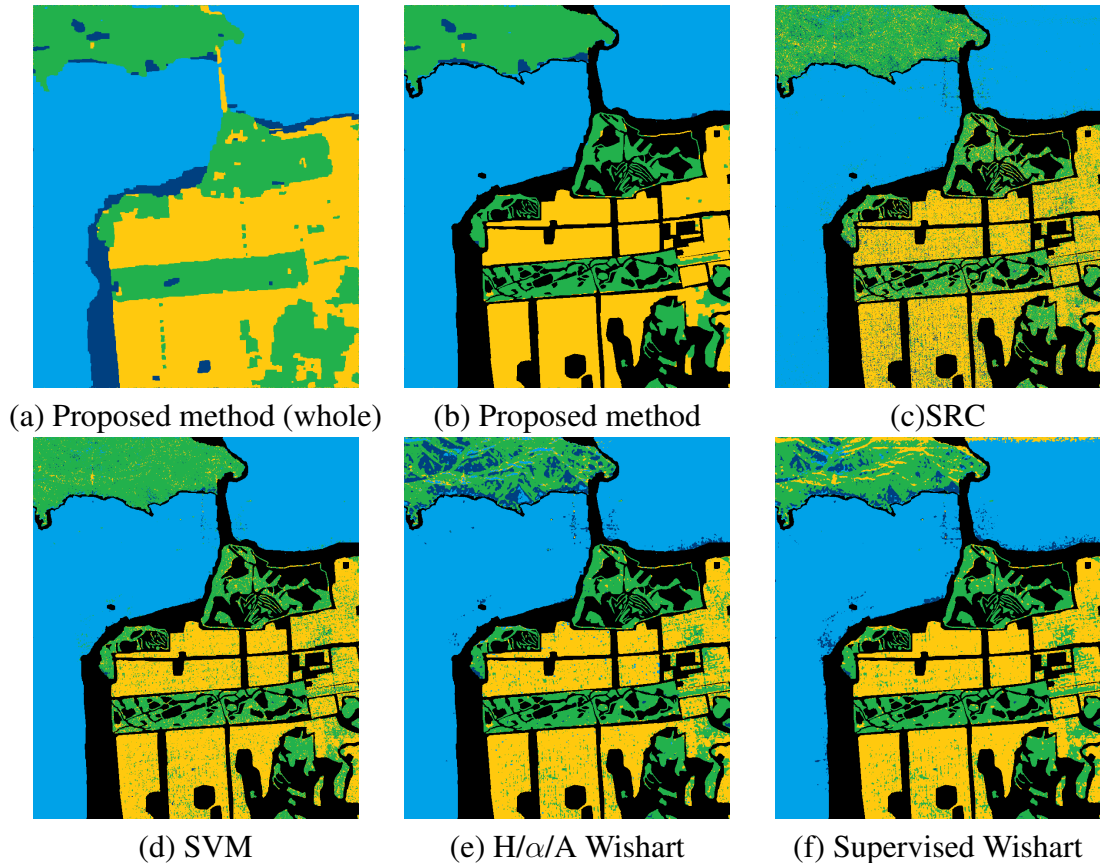 (a) Proposed method (whole)
(b) Proposed method
(c)SRC
(d) SVM
(e) H/α/A Wishart
(f) Supervised Wishart